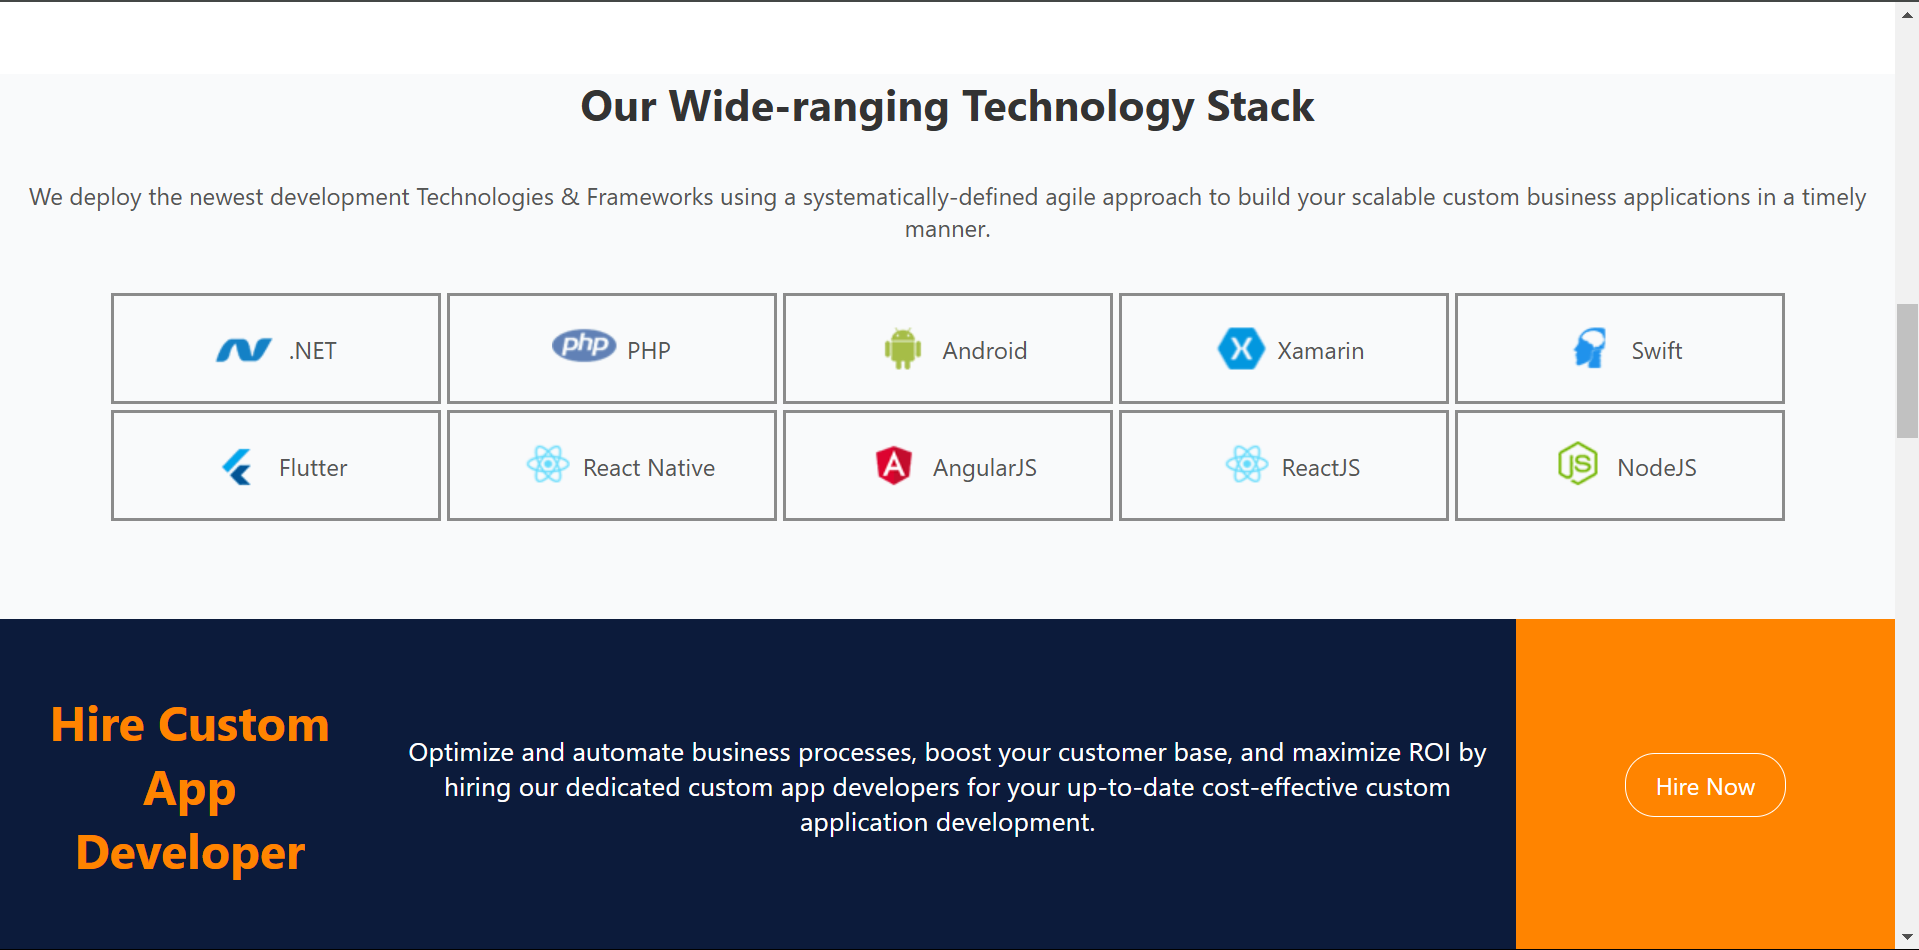 Our Wide-ranging Technology Stack
We deploy the newest development Technologies & Frameworks using a systematically-defined agile approach to build your scalable custom business applications in a timely
manner.
.NET
php PHP
Android
X Xamarin
Swift
Flutter
React Native
A AngularJS
ReactJS
JS NodeJS
Hire Custom
App
Developer
Optimize and automate business processes, boost your customer base, and maximize ROI by
hiring our dedicated custom app developers for your up-to-date cost-effective custom
application development.
Hire Now